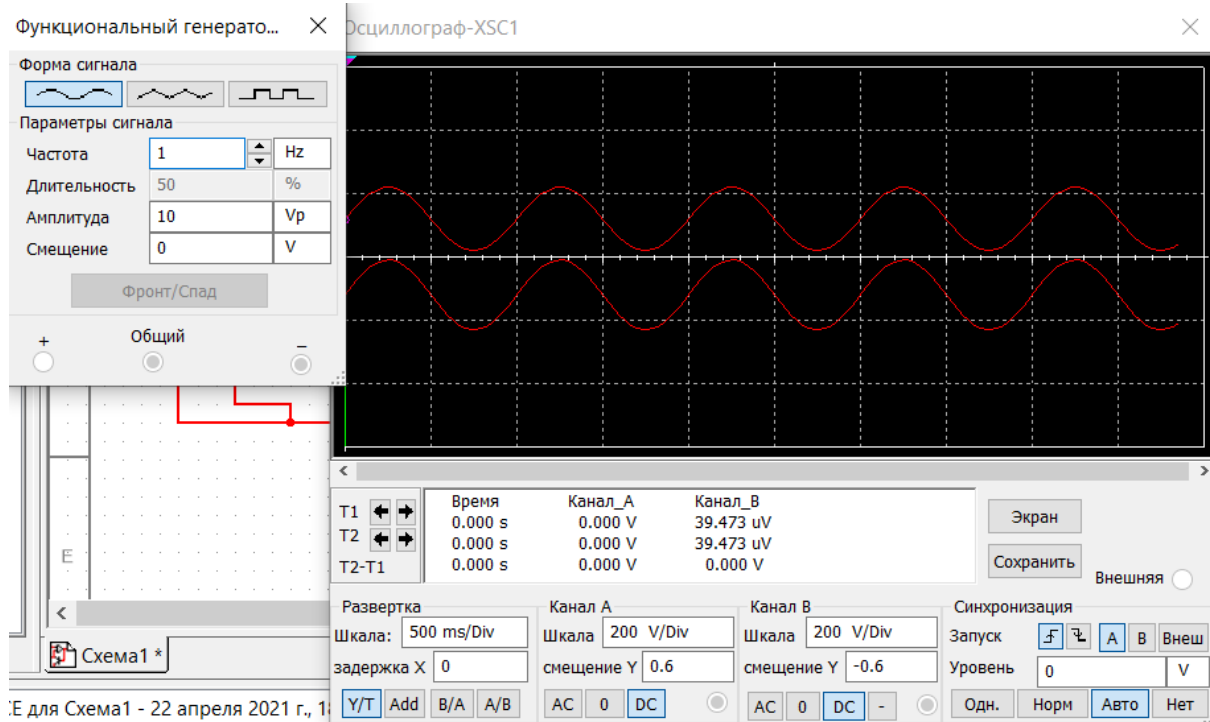 Функциональный генерато...
Осциллограф-XSC1
Форма сигнала
Параметры сигнала
Частота 1 Hz
Длительность 50 %
Амплитуда 10 Vp
Смещение 0 V
Фронт/Спад
+ Общий –
E
Схема1 *
CE для Схема1 - 22 апреля 2021 г., 1
Время Канал_A Канал_B
T1 0.000 s 0.000 V 39.473 uV
T2 0.000 s 0.000 V 39.473 uV
T2-T1 0.000 s 0.000 V 0.000 V
Экран
Сохранить
Внешняя
Развертка
Шкала: 500 ms/Div
задержка X 0
Y/T Add B/A A/B
Канал A
Шкала 200 V/Div
смещение Y 0.6
AC 0 DC
Канал B
Шкала 200 V/Div
смещение Y -0.6
AC 0 DC -
Синхронизация
Запуск A B Внеш
Уровень 0 V
Одн. Норм Авто Нет